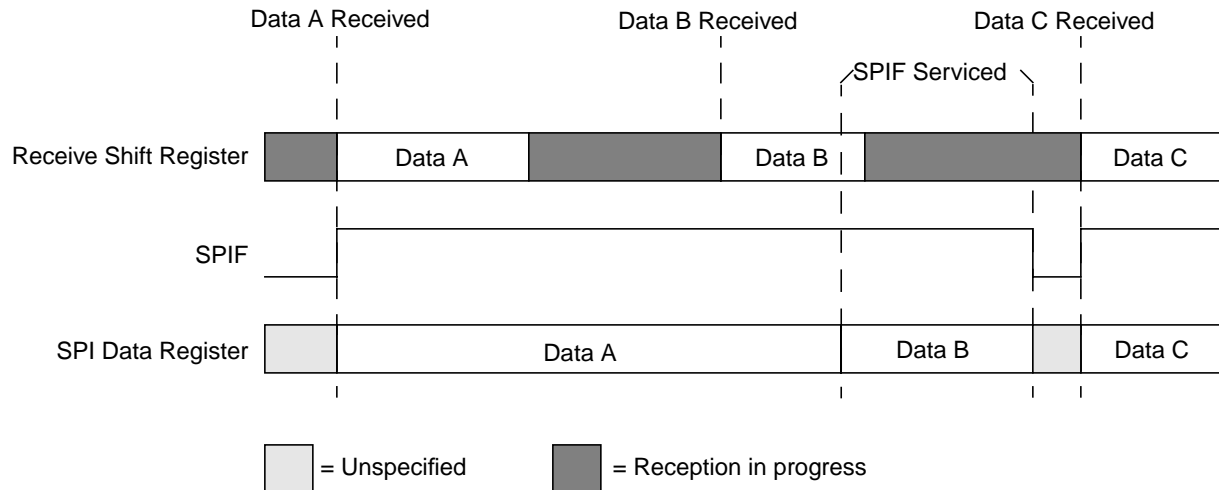 Data A Received
Data B Received
Data C Received
SPIF Serviced
Receive Shift Register
Data A
Data B
Data C
SPIF
SPI Data Register
Data A
Data B
Data C
= Unspecified
= Reception in progress